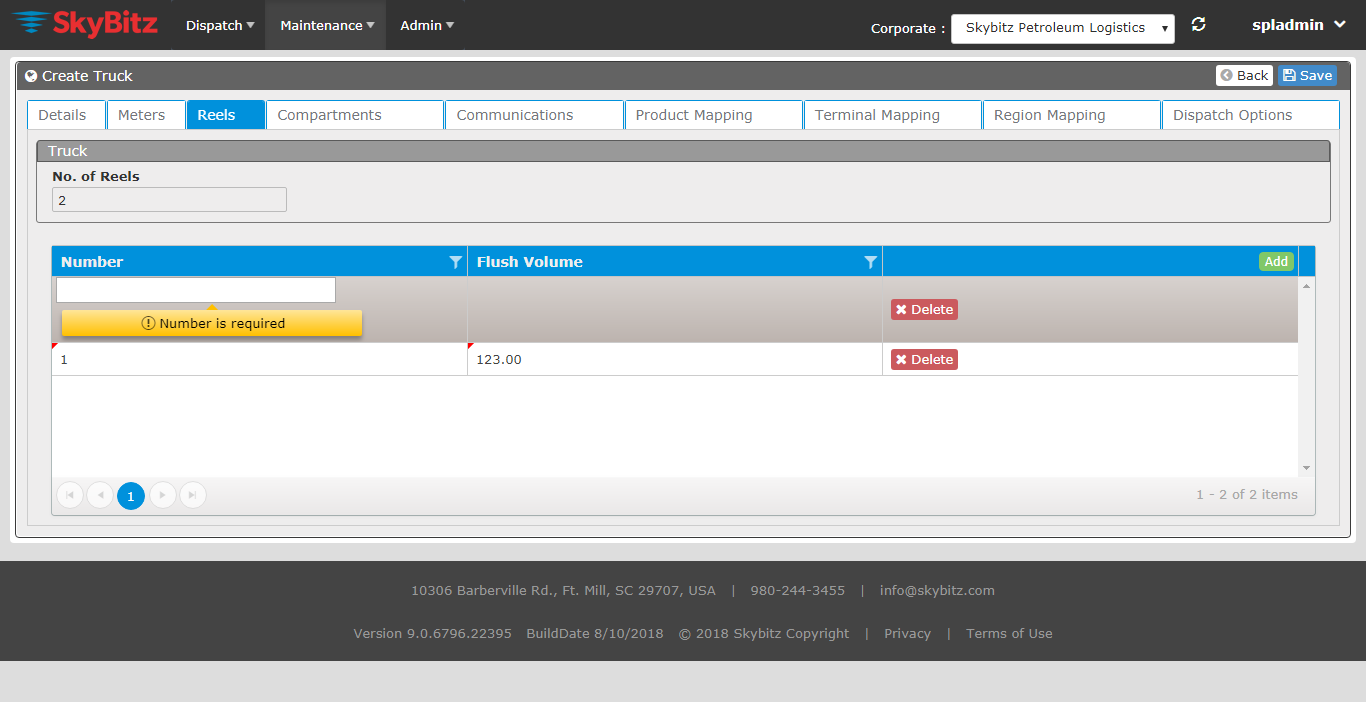 SkyBitz Dispatch Maintenance Admin Corporate : Skybitz Petroleum Logistics spladmin
Create Truck Back Save
Details Meters Reels Compartments Communications Product Mapping Terminal Mapping Region Mapping Dispatch Options
Truck
No. of Reels
2
Number Flush Volume Add
Number is required Delete
1 123.00 Delete
1 1 - 2 of 2 items
10306 Barberville Rd., Ft. Mill, SC 29707, USA | 980-244-3455 | info@skybitz.com
Version 9.0.6796.22395 BuildDate 8/10/2018 © 2018 Skybitz Copyright | Privacy | Terms of Use